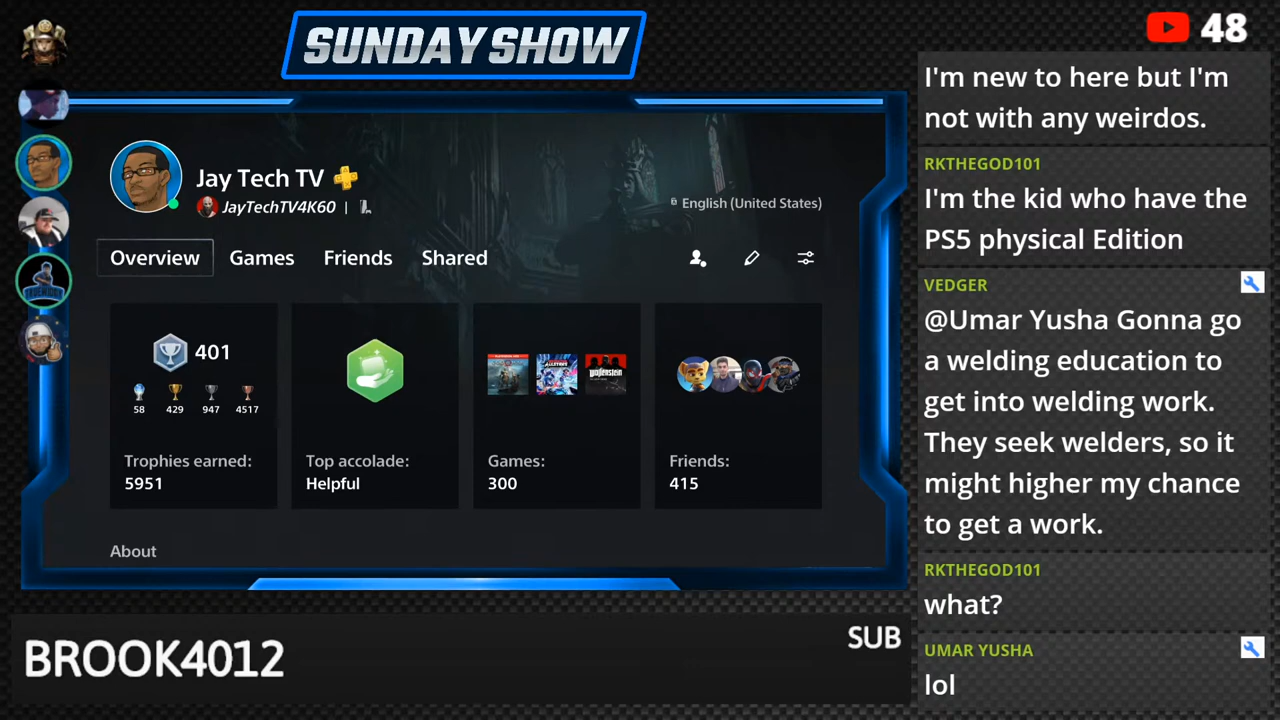 SUNDAY SHOW
48
Jay Tech TV
JayTechTV4K60 |
English (United States)
Overview
Games
Friends
Shared
401
58
429
947
4517
Trophies earned:
5951
Top accolade:
Helpful
Wolfenstein
Games:
300
Friends:
415
About
BROOK4012
SUB
I'm new to here but I'm
not with any weirdos.
RKTHEGOD101
I'm the kid who have the
PS5 physical Edition
VEDGER
@Umar Yusha Gonna go
a welding education to
get into welding work.
They seek welders, so it
might higher my chance
to get a work.
RKTHEGOD101
what?
UMAR YUSHA
lol